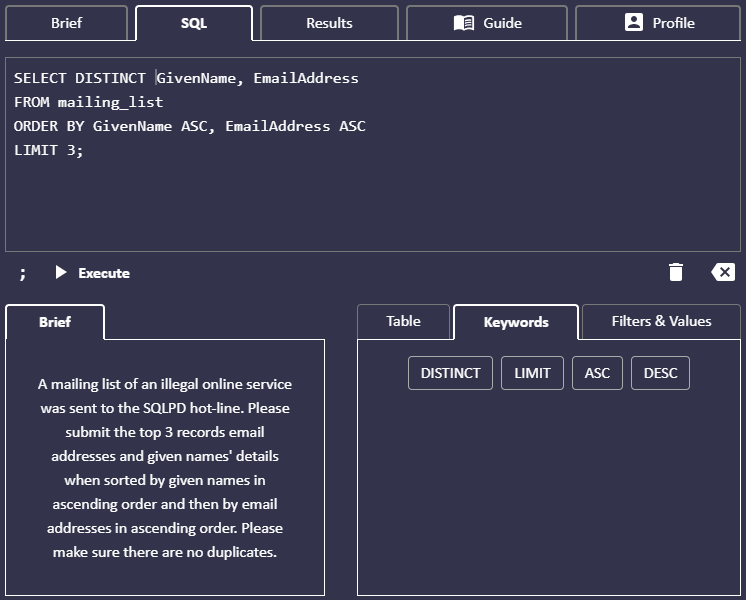 Brief
SQL
Results
Guide
Profile
SELECT DISTINCT GivenName, EmailAddress
FROM mailing_list
ORDER BY GivenName ASC, EmailAddress ASC
LIMIT 3;
;
Execute
Brief
A mailing list of an illegal online service
was sent to the SQLPD hot-line. Please
submit the top 3 records email
addresses and given names' details
when sorted by given names in
ascending order and then by email
addresses in ascending order. Please
make sure there are no duplicates.
Table
Keywords
Filters & Values
DISTINCT
LIMIT
ASC
DESC